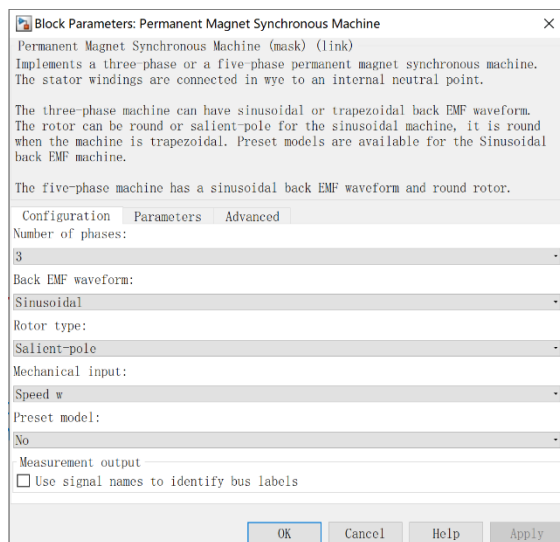 Block Parameters: Permanent Magnet Synchronous Machine
Permanent Magnet Synchronous Machine (mask) (link)
Implements a three-phase or a five-phase permanent magnet synchronous machine.
The stator windings are connected in wye to an internal neutral point.
The three-phase machine can have sinusoidal or trapezoidal back EMF waveform.
The rotor can be round or salient-pole for the sinusoidal machine, it is round
when the machine is trapezoidal. Preset models are available for the Sinusoidal
back EMF machine.
The five-phase machine has a sinusoidal back EMF waveform and round rotor.
Configuration Parameters Advanced
Number of phases:
3
Back EMF waveform:
Sinusoidal
Rotor type:
Salient-pole
Mechanical input:
Speed w
Preset model:
No
Measurement output
Use signal names to identify bus labels
OK Cancel Help Apply